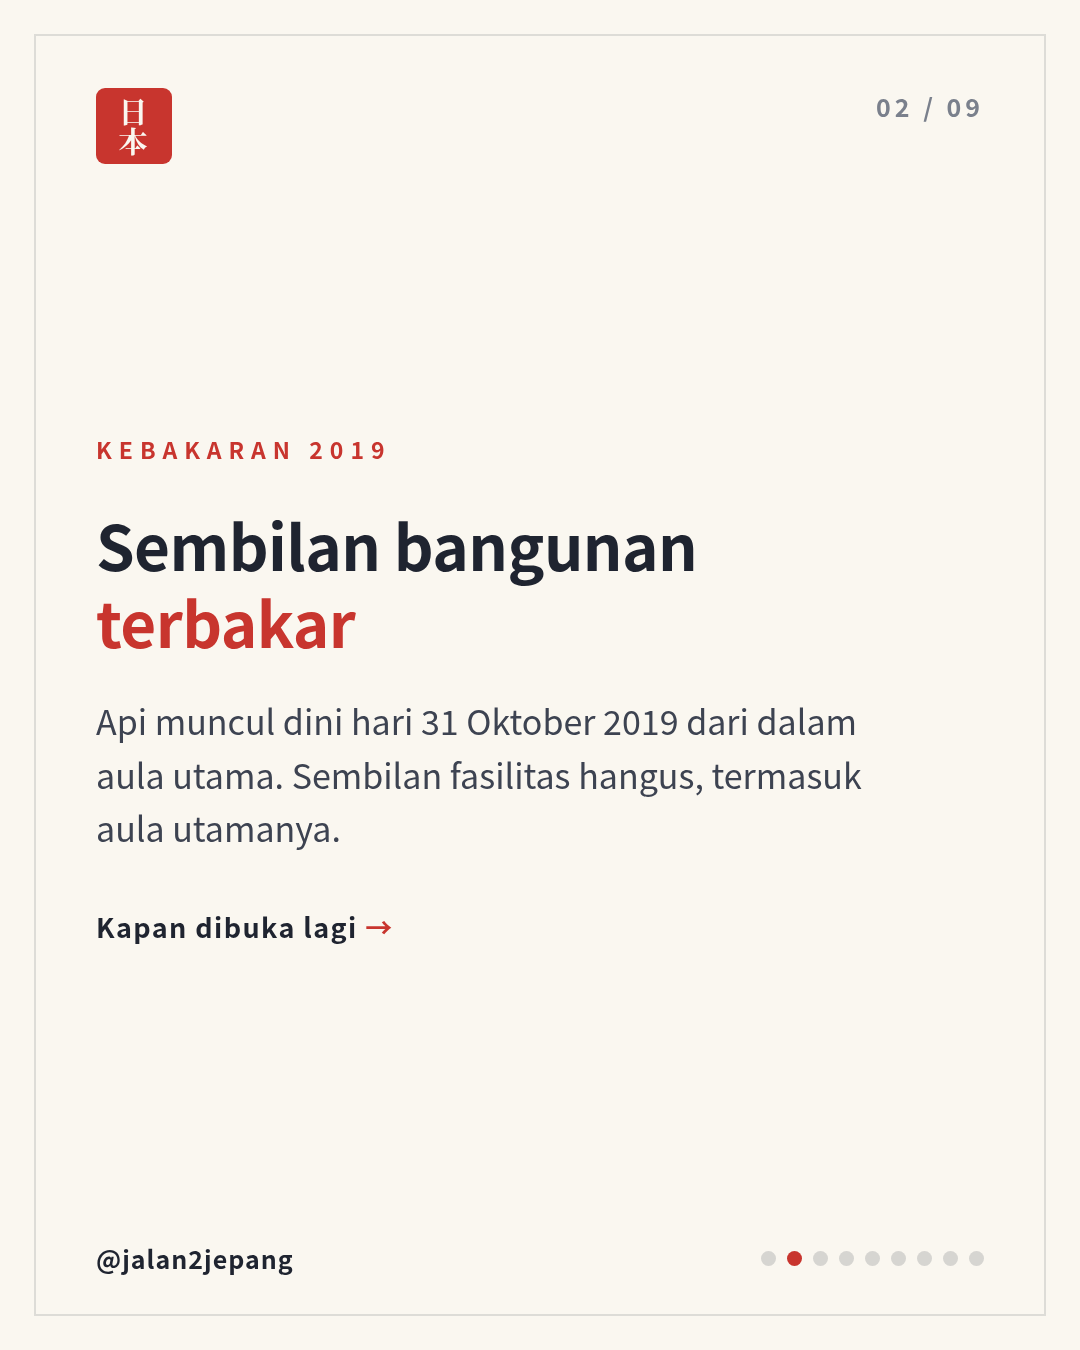 日本
02 / 09
KEBAKARAN 2019
Sembilan bangunan
terbakar
Api muncul dini hari 31 Oktober 2019 dari dalam
aula utama. Sembilan fasilitas hangus, termasuk
aula utamanya.
Kapan dibuka lagi →
@jalan2jepang